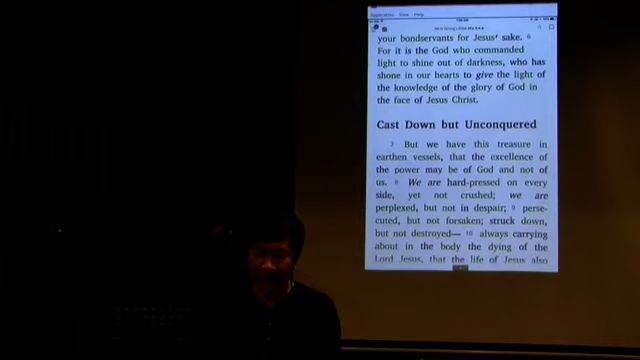 Application View Help
your bondservants for Jesus' sake. 6
For it is the God who commanded
light to shine out of darkness, who has
shone in our hearts to give the light of
the knowledge of the glory of God in
the face of Jesus Christ.
Cast Down but Unconquered
7 But we have this treasure in
earthen vessels, that the excellence of
the power may be of God and not of
us. 8 We are hard-pressed on every
side, yet not crushed; we are
perplexed, but not in despair; 9 perse-
cuted, but not forsaken; struck down,
but not destroyed— 10 always carrying
about in the body the dying of the
Lord Jesus, that the life of Jesus also